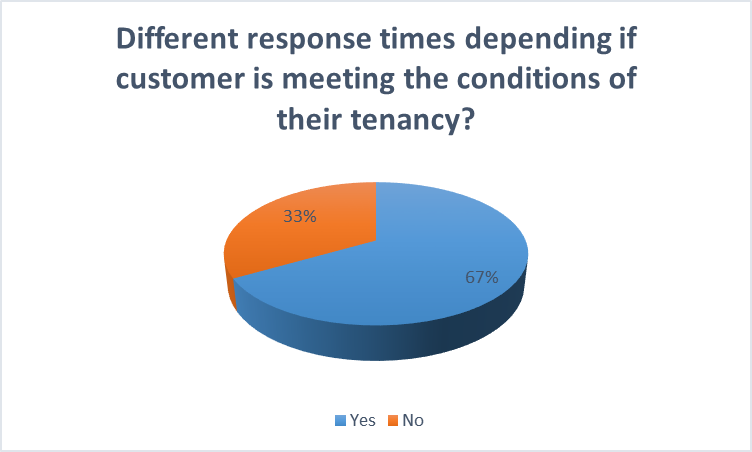 Different response times depending if
customer is meeting the conditions of
their tenancy?
33%
67%
Yes No